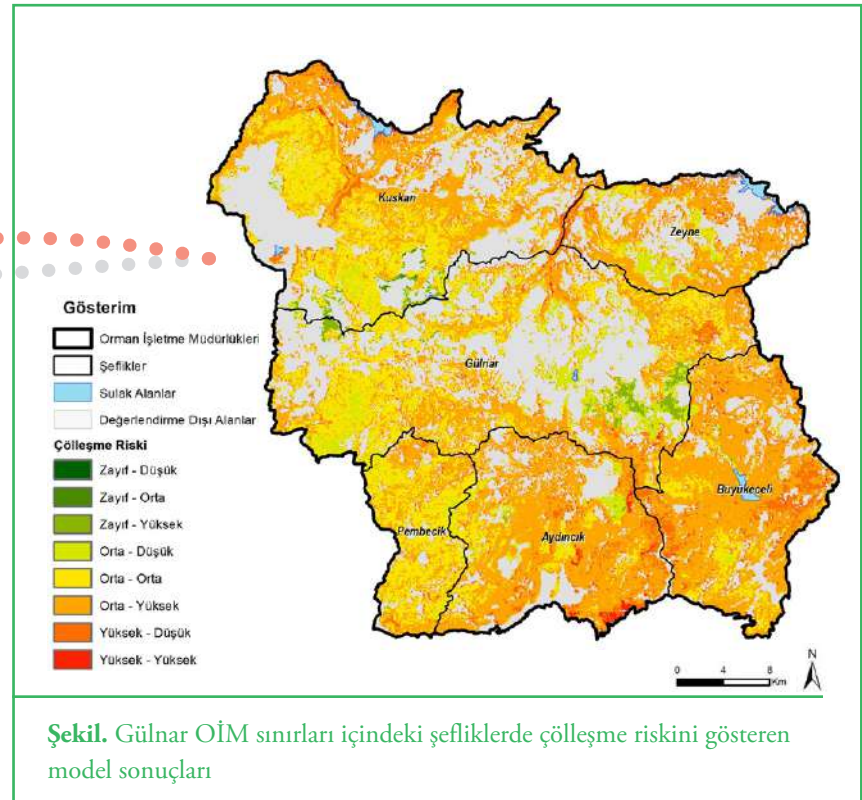 Kuskan
Zeyne
Gülnar
Büyükeceli
Pembecik
Aydıncık
Gösterim
Orman İşletme Müdürlükleri
Şeflikler
Sulak Alanlar
Değerlendirme Dışı Alanlar
Çölleşme Riski
Zayıf - Düşük
Zayıf - Orta
Zayıf - Yüksek
Orta - Düşük
Orta - Orta
Orta - Yüksek
Yüksek - Düşük
Yüksek - Yüksek
N
0 4 8
Km
Şekil. Gülnar OİM sınırları içindeki şefliklerde çölleşme riskini gösteren
model sonuçları